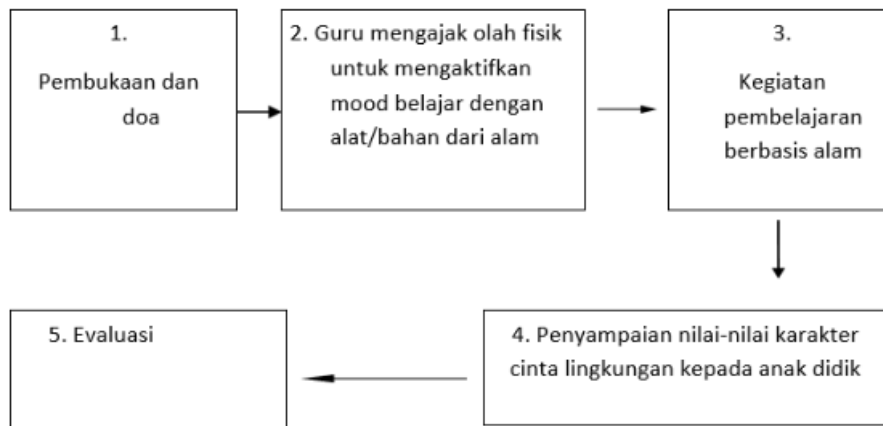 1.
Pembukaan dan
doa
2. Guru mengajak olah fisik
untuk mengaktifkan
mood belajar dengan
alat/bahan dari alam
3.
Kegiatan
pembelajaran
berbasis alam
4. Penyampaian nilai-nilai karakter
cinta lingkungan kepada anak didik
5. Evaluasi